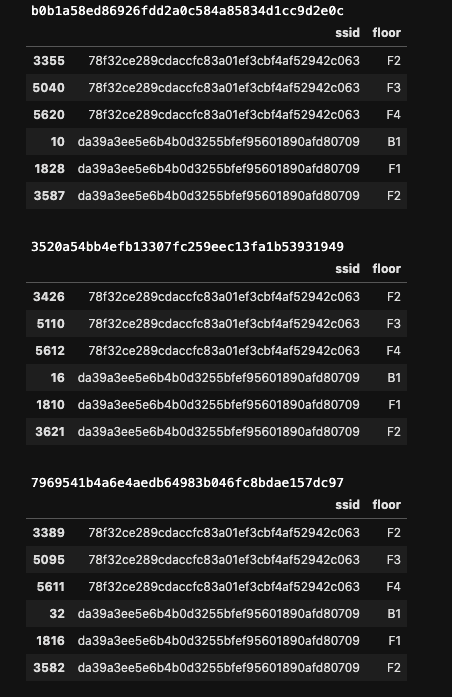 b0b1a58ed86926fdd2a0c584a85834d1cc9d2e0c
ssid floor
3355 78f32ce289cdaccfc83a01ef3cbf4af52942c063 F2
5040 78f32ce289cdaccfc83a01ef3cbf4af52942c063 F3
5620 78f32ce289cdaccfc83a01ef3cbf4af52942c063 F4
10 da39a3ee5e6b4b0d3255bfef95601890afd80709 B1
1828 da39a3ee5e6b4b0d3255bfef95601890afd80709 F1
3587 da39a3ee5e6b4b0d3255bfef95601890afd80709 F2
3520a54bb4efb13307fc259eec13fa1b53931949
ssid floor
3426 78f32ce289cdaccfc83a01ef3cbf4af52942c063 F2
5110 78f32ce289cdaccfc83a01ef3cbf4af52942c063 F3
5612 78f32ce289cdaccfc83a01ef3cbf4af52942c063 F4
16 da39a3ee5e6b4b0d3255bfef95601890afd80709 B1
1810 da39a3ee5e6b4b0d3255bfef95601890afd80709 F1
3621 da39a3ee5e6b4b0d3255bfef95601890afd80709 F2
7969541b4a6e4aedb64983b046fc8bdae157dc97
ssid floor
3389 78f32ce289cdaccfc83a01ef3cbf4af52942c063 F2
5095 78f32ce289cdaccfc83a01ef3cbf4af52942c063 F3
5611 78f32ce289cdaccfc83a01ef3cbf4af52942c063 F4
32 da39a3ee5e6b4b0d3255bfef95601890afd80709 B1
1816 da39a3ee5e6b4b0d3255bfef95601890afd80709 F1
3582 da39a3ee5e6b4b0d3255bfef95601890afd80709 F2